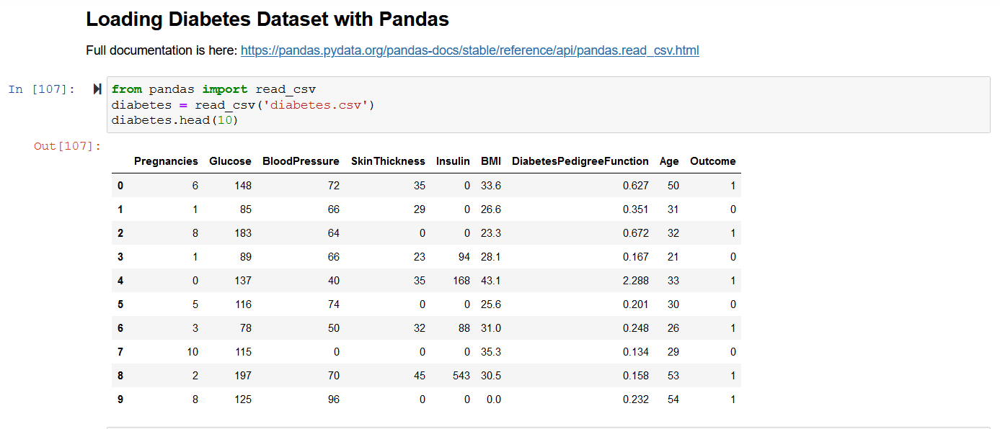 Loading Diabetes Dataset with Pandas
Full documentation is here: https://pandas.pydata.org/pandas-docs/stable/reference/api/pandas.read_csv.html
In [107]: from pandas import read_csv
diabetes = read_csv('diabetes.csv')
diabetes.head(10)
Out[107]:
Pregnancies Glucose BloodPressure SkinThickness Insulin BMI DiabetesPedigreeFunction Age Outcome
0 6 148 72 35 0 33.6 0.627 50 1
1 1 85 66 29 0 26.6 0.351 31 0
2 8 183 64 0 0 23.3 0.672 32 1
3 1 89 66 23 94 28.1 0.167 21 0
4 0 137 40 35 168 43.1 2.288 33 1
5 5 116 74 0 0 25.6 0.201 30 0
6 3 78 50 32 88 31.0 0.248 26 1
7 10 115 0 0 0 35.3 0.134 29 0
8 2 197 70 45 543 30.5 0.158 53 1
9 8 125 96 0 0 0.0 0.232 54 1